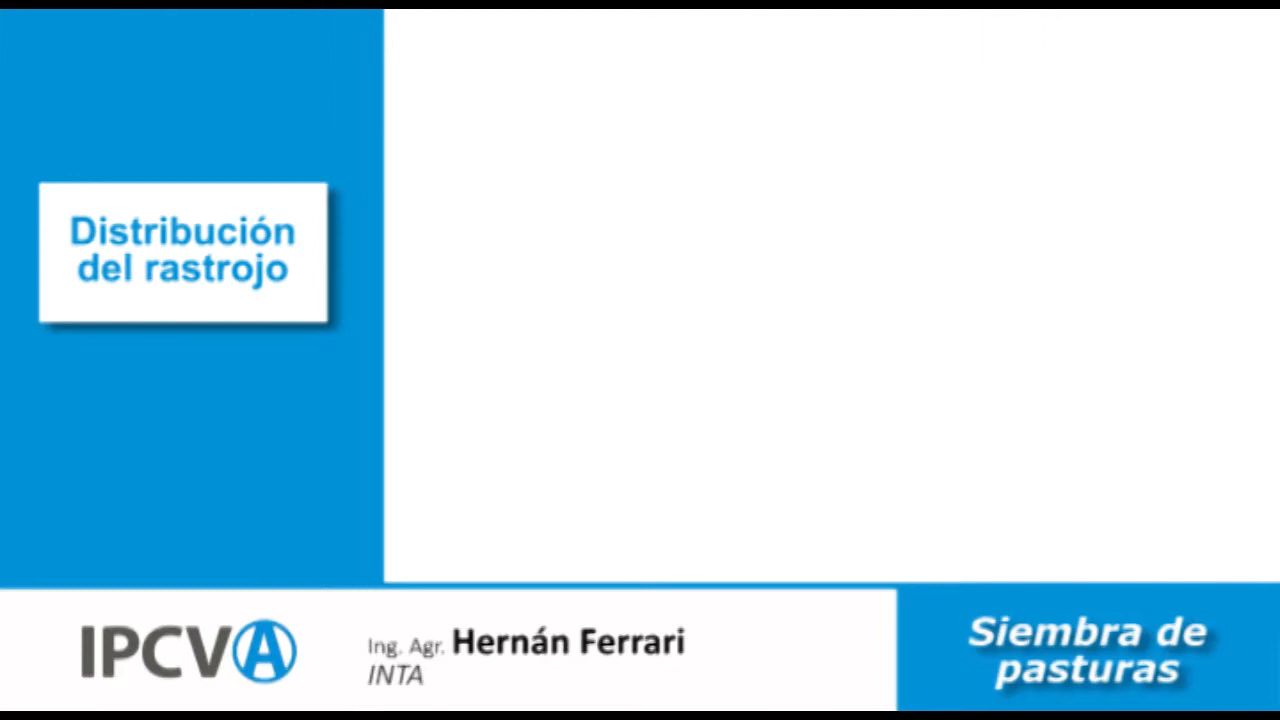 Distribución
del rastrojo
IPCVA
Ing. Agr. Hernán Ferrari
INTA
Siembra de
pasturas